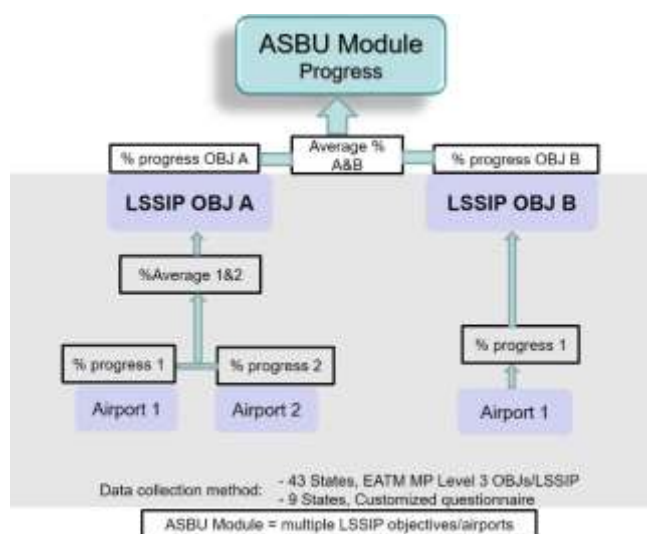 ASBU Module
Progress
% progress OBJ A
Average %
A&B
% progress OBJ B
LSSIP OBJ A
LSSIP OBJ B
%Average 1&2
% progress 1
% progress 2
% progress 1
Airport 1
Airport 2
Airport 1
Data collection method:
- 43 States, EATM MP Level 3 OBJs/LSSIP
- 9 States, Customized questionnaire
ASBU Module = multiple LSSIP objectives/airports